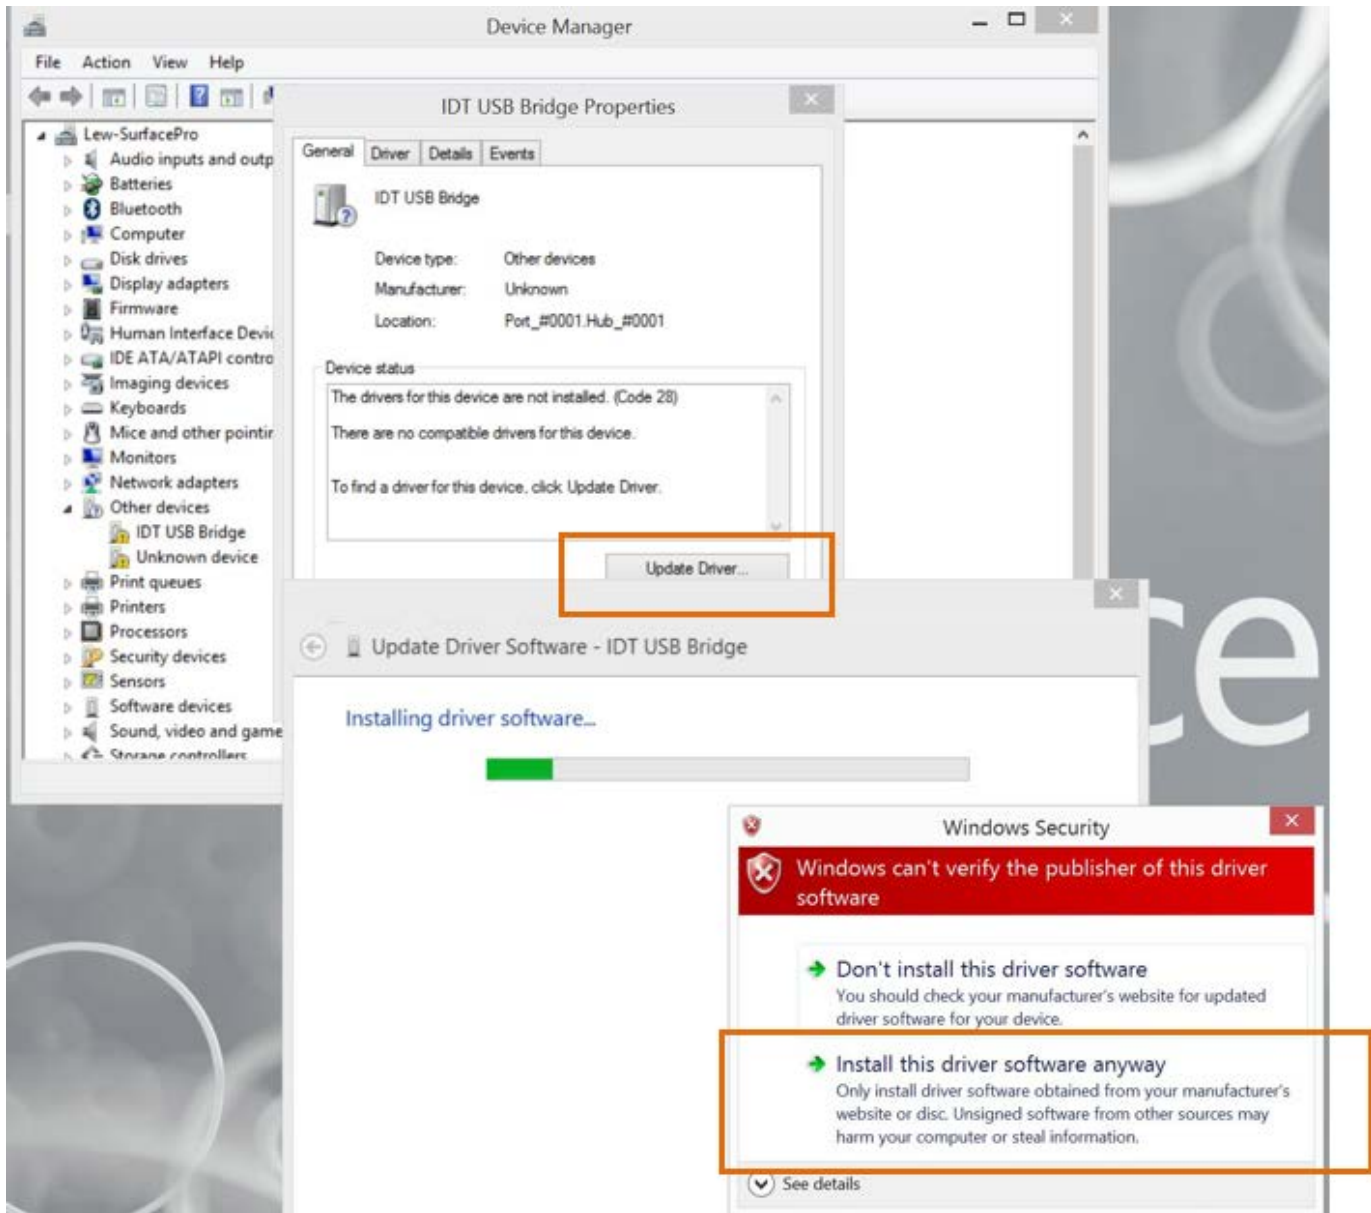 Device Manager
File Action View Help
IDT USB Bridge Properties
Lew-SurfacePro
Audio inputs and outp
Batteries
Bluetooth
Computer
Disk drives
Display adapters
Firmware
Human Interface Devic
IDE ATA/ATAPI contro
Imaging devices
Keyboards
Mice and other pointin
Monitors
Network adapters
Other devices
IDT USB Bridge
Unknown device
Print queues
Printers
Processors
Security devices
Sensors
Software devices
Sound, video and game
Storage controllers
General Driver Details Events
IDT USB Bridge
Device type: Other devices
Manufacturer: Unknown
Location: Port_#0001.Hub_#0001
Device status
The drivers for this device are not installed. (Code 28)
There are no compatible drivers for this device.
To find a driver for this device, click Update Driver.
Update Driver...
ce
Update Driver Software - IDT USB Bridge
Installing driver software...
Windows Security
Windows can't verify the publisher of this driver
software
Don't install this driver software
You should check your manufacturer's website for updated
driver software for your device.
Install this driver software anyway
Only install driver software obtained from your manufacturer's
website or disc. Unsigned software from other sources may
harm your computer or steal information.
See details